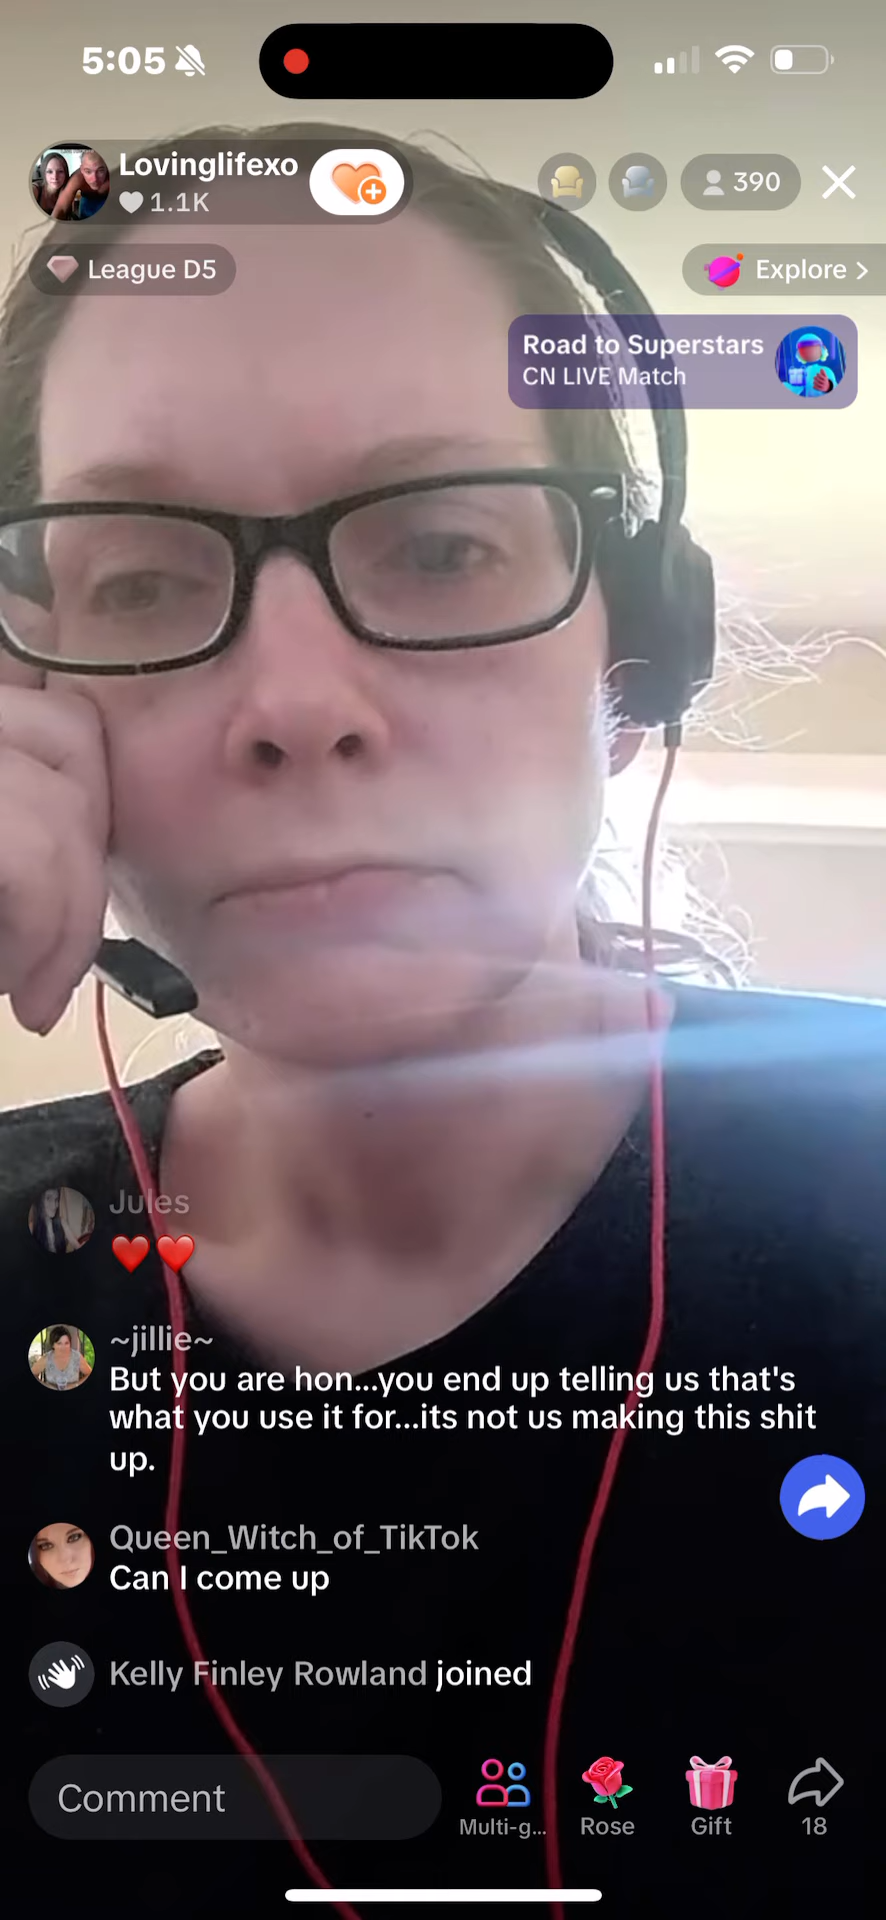 5:05
Lovinglifexo
1.1K
390
League D5
Explore >
Road to Superstars
CN LIVE Match
Jules
❤️❤️
~jillie~
But you are hon...you end up telling us that's
what you use it for...its not us making this shit
up.
Queen_Witch_of_TikTok
Can I come up
Kelly Finley Rowland joined
Comment
Multi-g...
Rose
Gift
18